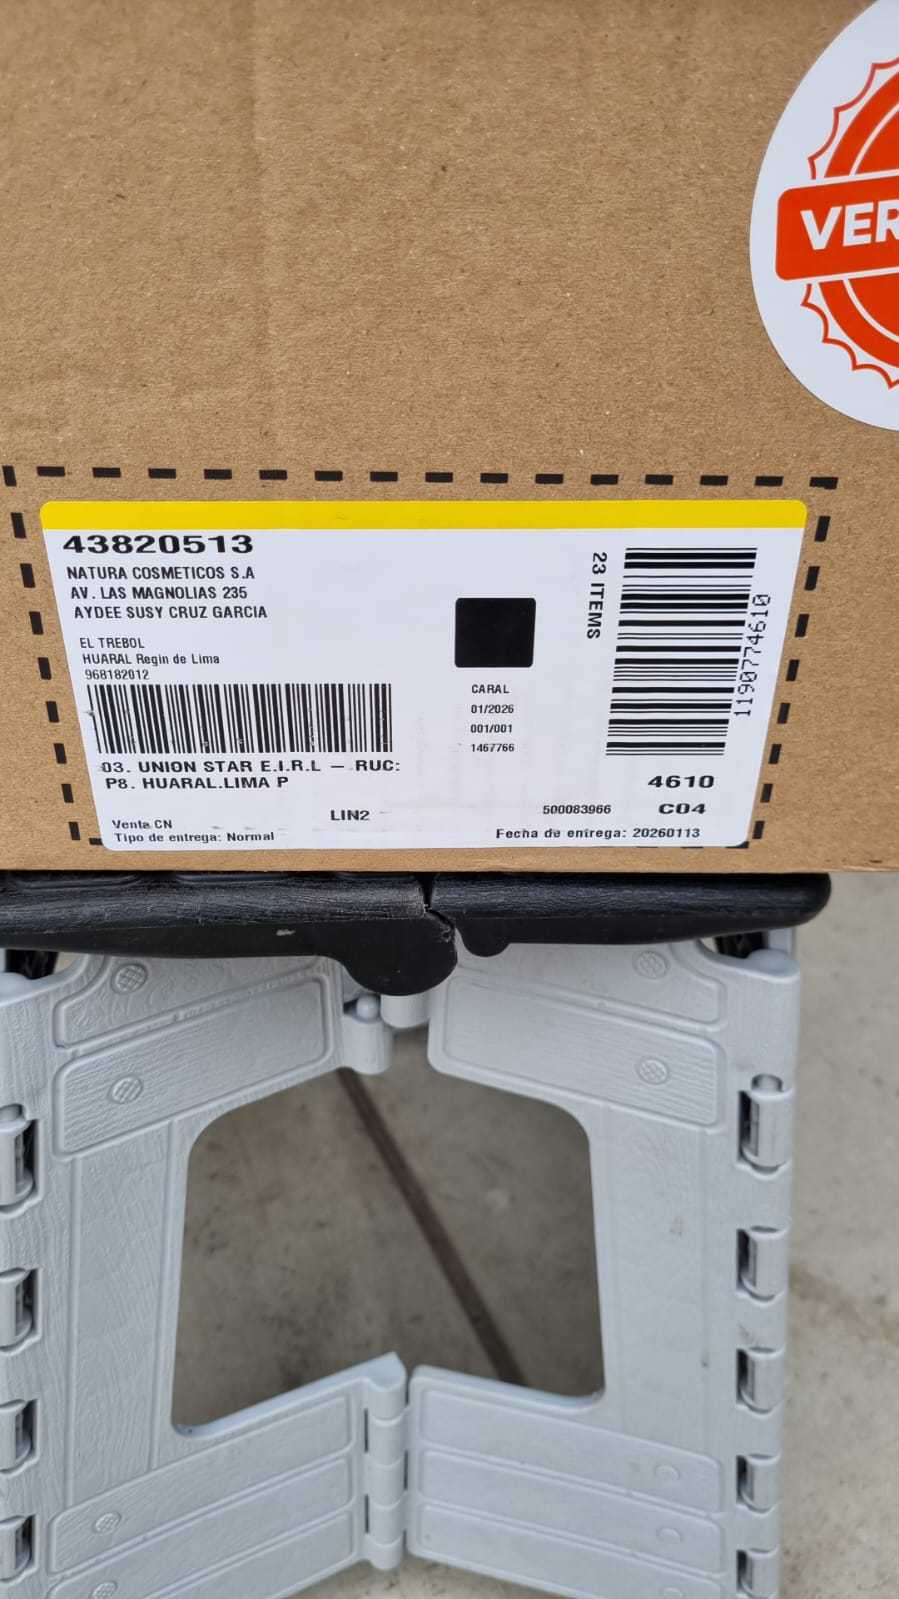 VER
43820513
NATURA COSMETICOS S.A
AV. LAS MAGNOLIAS 235
AYDEE SUSY CRUZ GARCIA
EL TREBOL
HUARAL Regin de Lima
968182012
03. UNION STAR E.I.R.L – RUC:
P8. HUARAL.LIMA P
Venta CN
Tipo de entrega: Normal
LIN2
CARAL
01/2026
001/001
1467766
23 ITEMS
1190774610
4610
500083966 C04
Fecha de entrega: 20260113